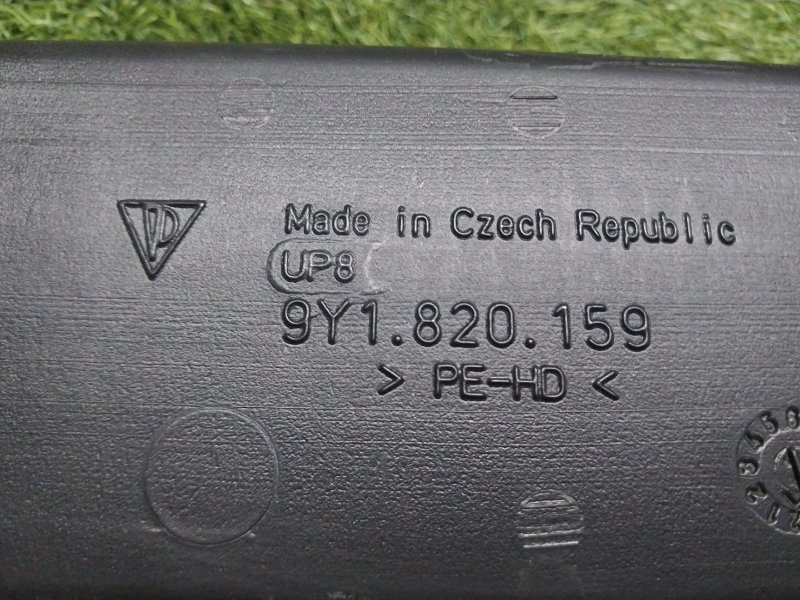 Made in Czech Republic
UP8
9Y1.820.159
> PE-HD <